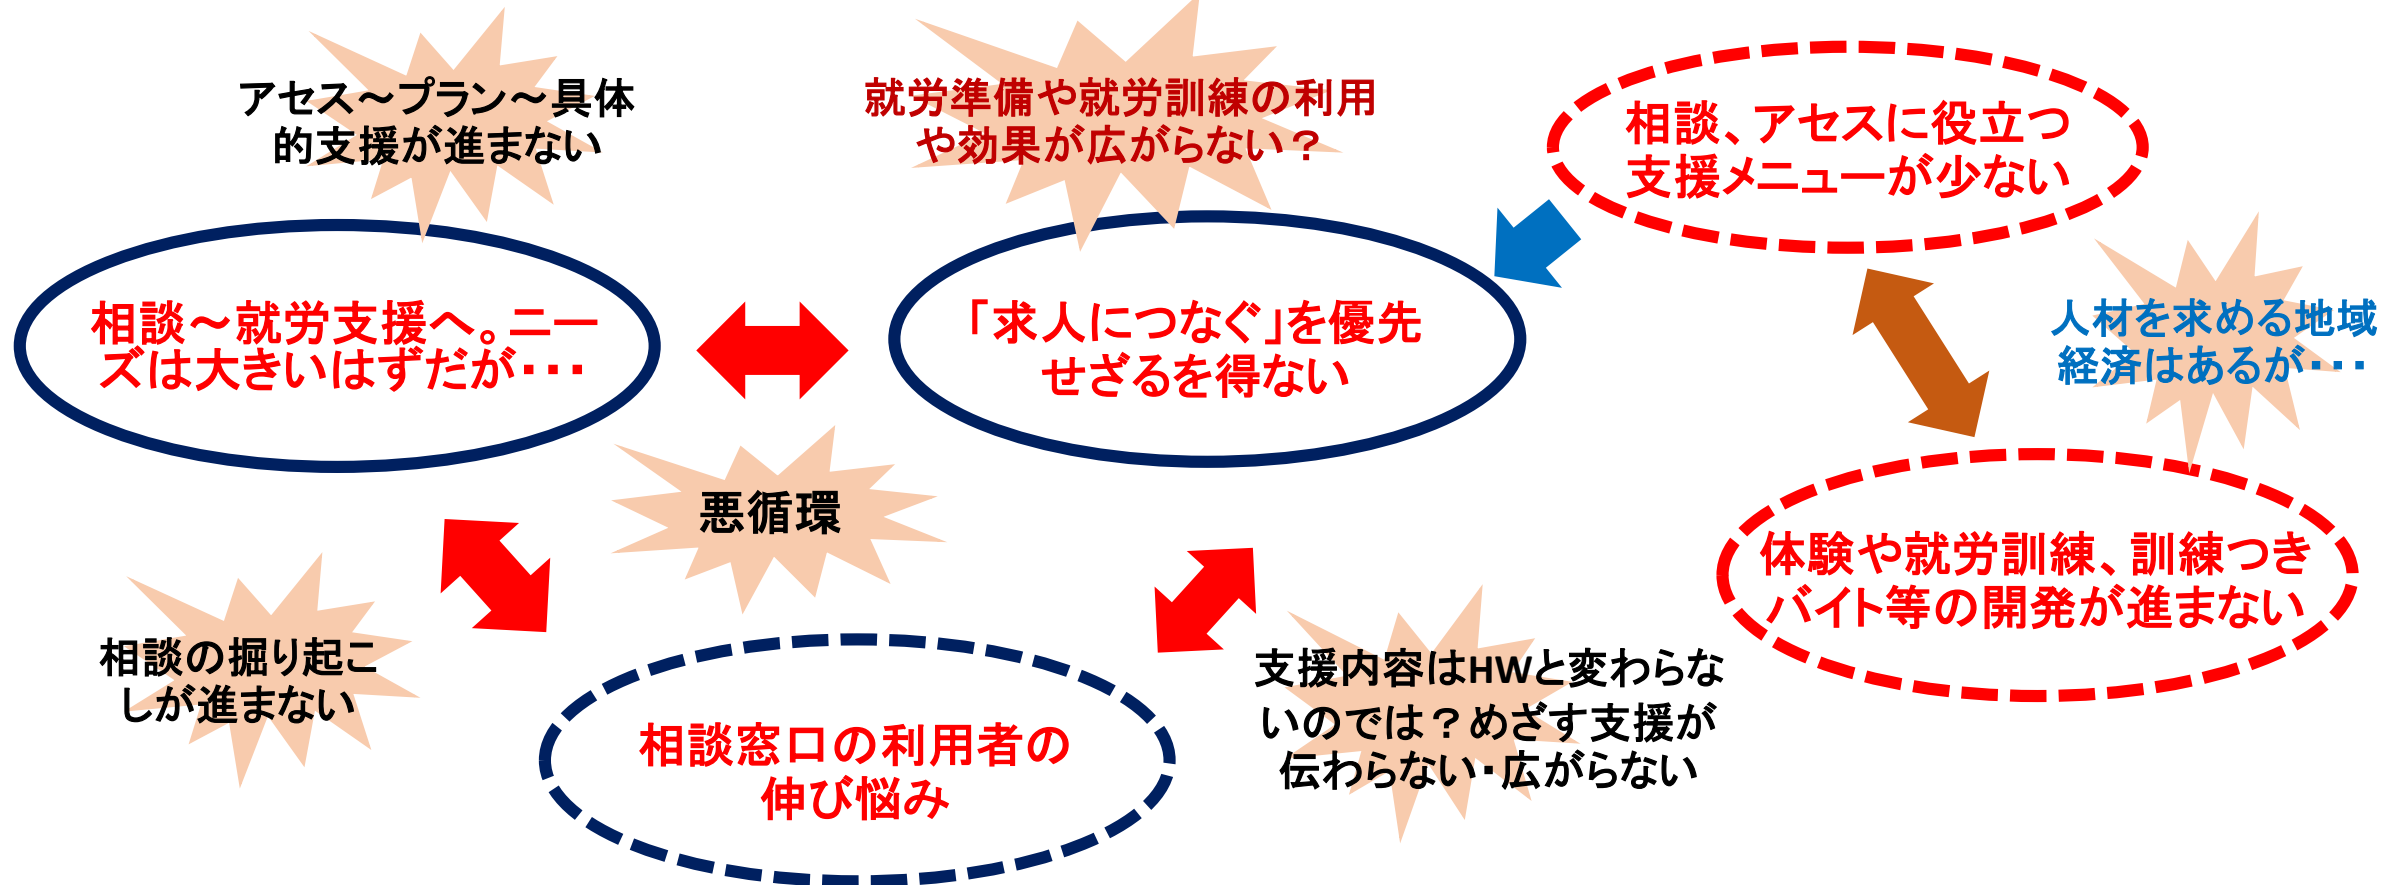 アセス～プラン～具体
的支援が進まない
就労準備や就労訓練の利用
や効果が広がらない？
相談、アセスに役立つ
支援メニューが少ない
相談～就労支援へ。ニー
ズは大きいはずだが・・・
「求人につなぐ」を優先
せざるを得ない
人材を求める地域
経済はあるが・・・
悪循環
体験や就労訓練、訓練つき
バイト等の開発が進まない
相談の掘り起こ
しが進まない
相談窓口の利用者の
伸び悩み
支援内容はHWと変わらな
いのでは？めざす支援が
伝わらない・広がらない